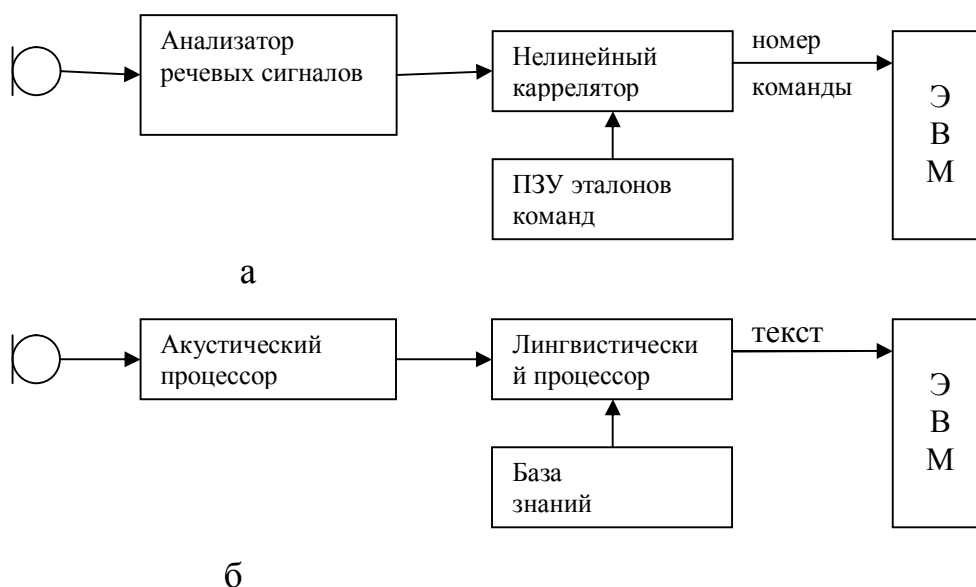 Анализатор
речевых сигналов
Нелинейный
каррелятор
номер
команды
Э
В
М
ПЗУ эталонов
команд
а
Акустический
процессор
Лингвистически
й процессор
текст
Э
В
М
База
знаний
б